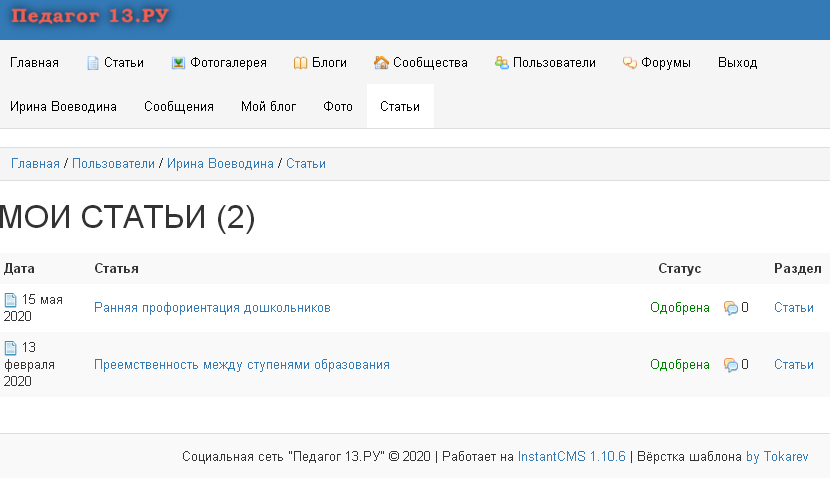 Педагог 13.РУ
Главная Статьи Фотогалерея Блоги Сообщества Пользователи Форумы Выход
Ирина Воеводина Сообщения Мой блог Фото Статьи
Главная / Пользователи / Ирина Воеводина / Статьи
МОИ СТАТЬИ (2)
Дата Статья Статус Раздел
15 мая
2020
Ранняя профориентация дошкольников Одобрена 0 Статьи
13
февраля
2020
Преемственность между ступенями образования Одобрена 0 Статьи
Социальная сеть "Педагог 13.РУ" © 2020 | Работает на InstantCMS 1.10.6 | Вёрстка шаблона by Tokarev